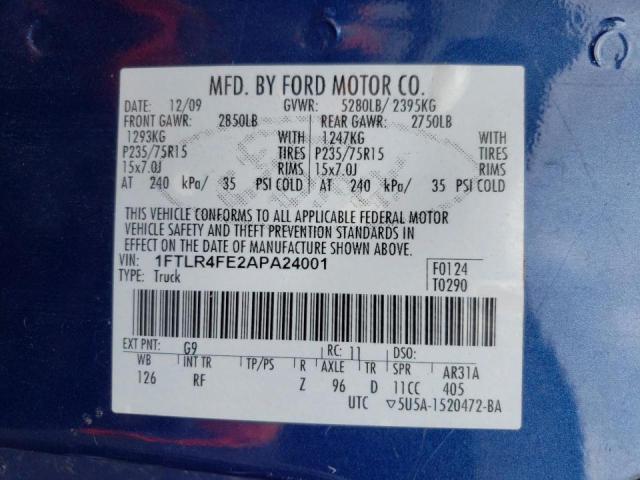 MFD. BY FORD MOTOR CO.
DATE: 12/09 GVWR: 5280LB/ 2395KG
FRONT GAWR: 2850LB REAR GAWR: 2750LB
1293KG WITH 1247KG WITH
P235/75R15 TIRES P235/75R15 TIRES
15x7.0J RIMS 15x7.0J RIMS
AT 240 kPa/ 35 PSI COLD AT 240 kPa/ 35 PSI COLD
THIS VEHICLE CONFORMS TO ALL APPLICABLE FEDERAL MOTOR
VEHICLE SAFETY AND THEFT PREVENTION STANDARDS IN
EFFECT ON THE DATE OF MANUFACTURE SHOWN ABOVE.
VIN: 1FTLR4FE2APA24001 F0124
TYPE: Truck T0290
EXT PNT: G9 RC: 11 DSO:
WB INT TR TP/PS R AXLE TR SPR AR31A
126 RF Z 96 D 11CC 405
UTC ▽5U5A-1520472-BA